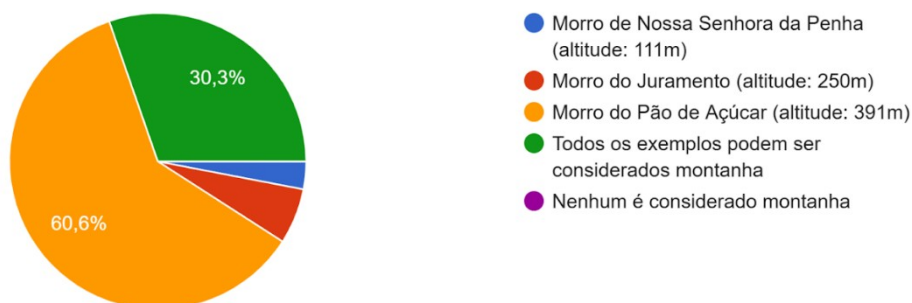 30,3%
60,6%
Morro de Nossa Senhora da Penha
(altitude: 111m)
Morro do Juramento (altitude: 250m)
Morro do Pão de Açúcar (altitude: 391m)
Todos os exemplos podem ser
considerados montanha
Nenhum é considerado montanha